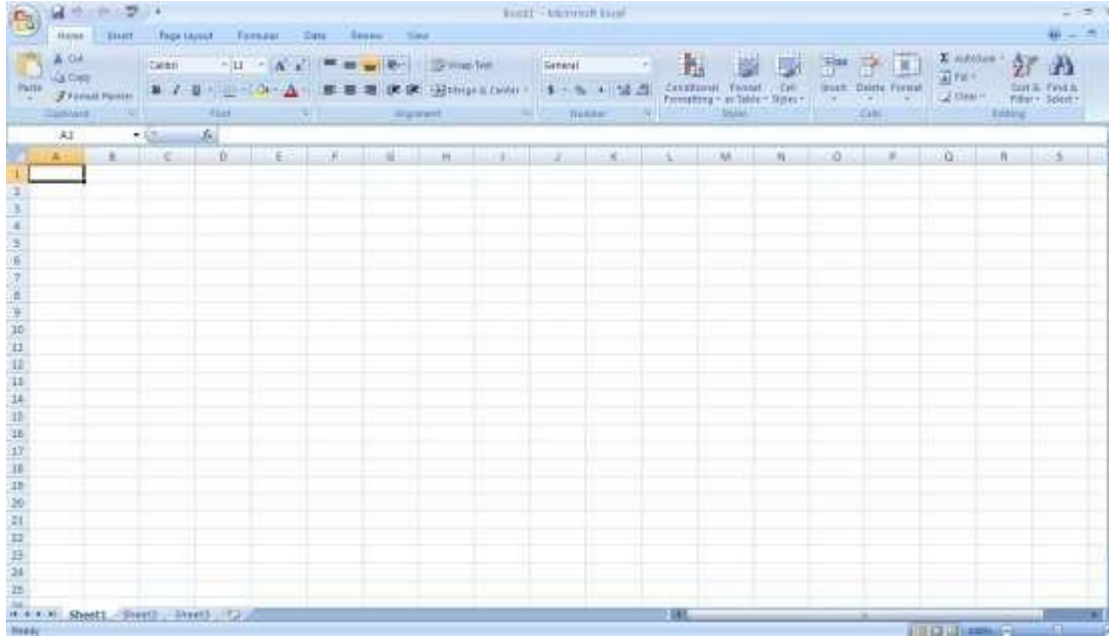 Book1 - Microsoft Excel
Home Insert Page Layout Formulas Data Review View
Paste
Cut
Copy
Format Painter
Clipboard
Calibri 11
Font
Wrap Text
Merge & Center
Alignment
General
Number
Conditional Formatting
Format as Table
Cell Styles
Styles
Insert Delete Format
Cells
AutoSum
Fill
Clear
Sort & Filter
Find & Select
Editing
A1
A B C D E F G H I J K L M N O P Q R S
1
2
3
4
5
6
7
8
9
10
11
12
13
14
15
16
17
18
19
20
21
22
23
24
25
Sheet1 Sheet2 Sheet3
Ready 100%